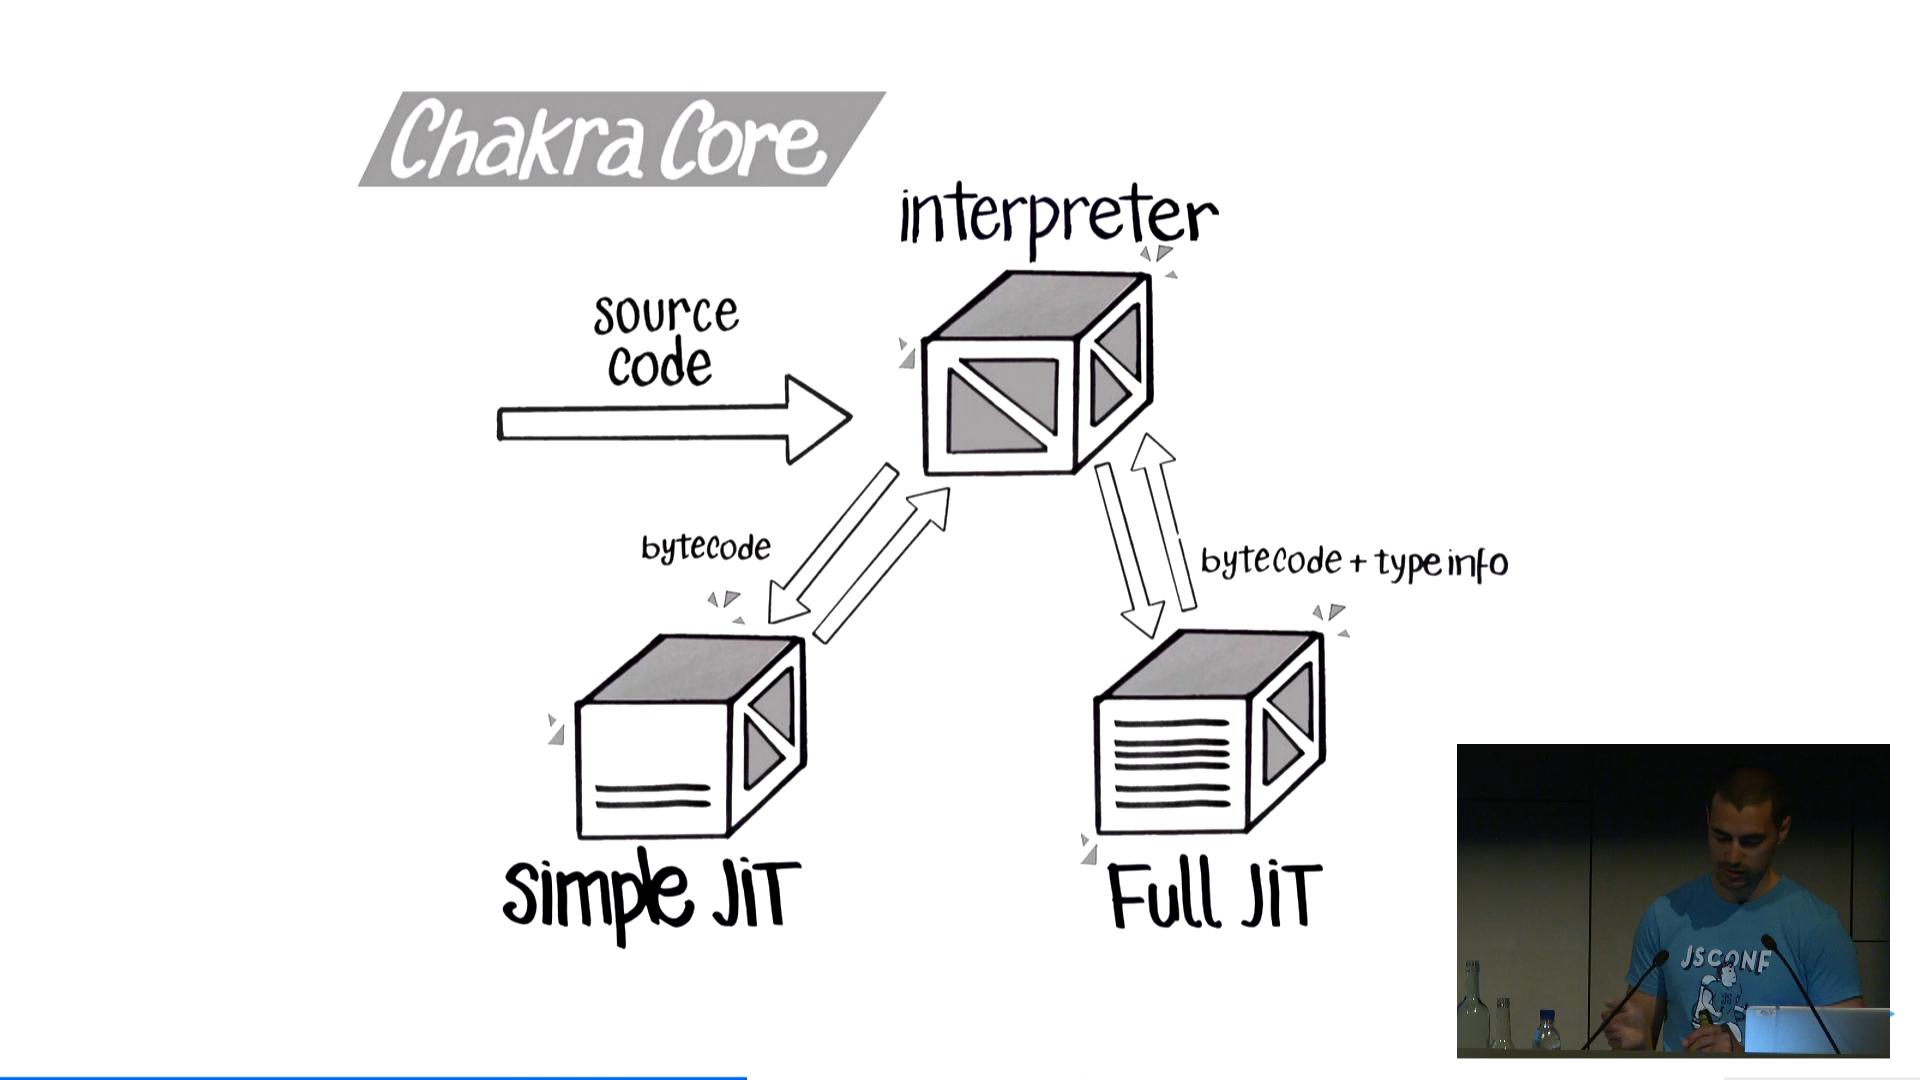 Chakra Core
interpreter
source
code
bytecode
bytecode + type info
Simple JiT
Full JiT
JSCONF